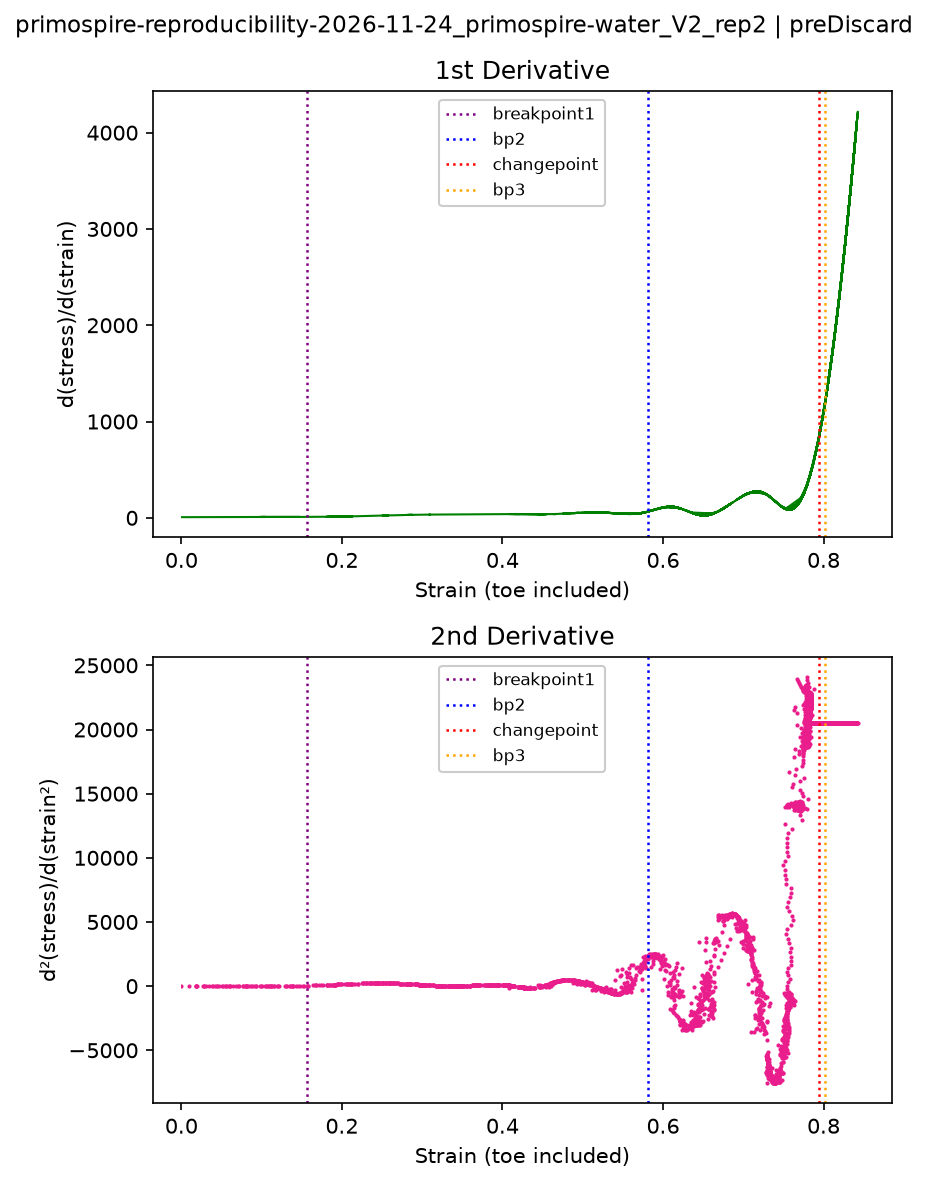 primospire-reproducibility-2026-11-24_primospire-water_V2_rep2 | preDiscard
1st Derivative
breakpoint1
bp2
changepoint
bp3
4000
3000
2000
1000
0
d(stress)/d(strain)
0.0 0.2 0.4 0.6 0.8
Strain (toe included)
2nd Derivative
breakpoint1
bp2
changepoint
bp3
25000
20000
15000
10000
5000
0
−5000
d²(stress)/d(strain²)
0.0 0.2 0.4 0.6 0.8
Strain (toe included)